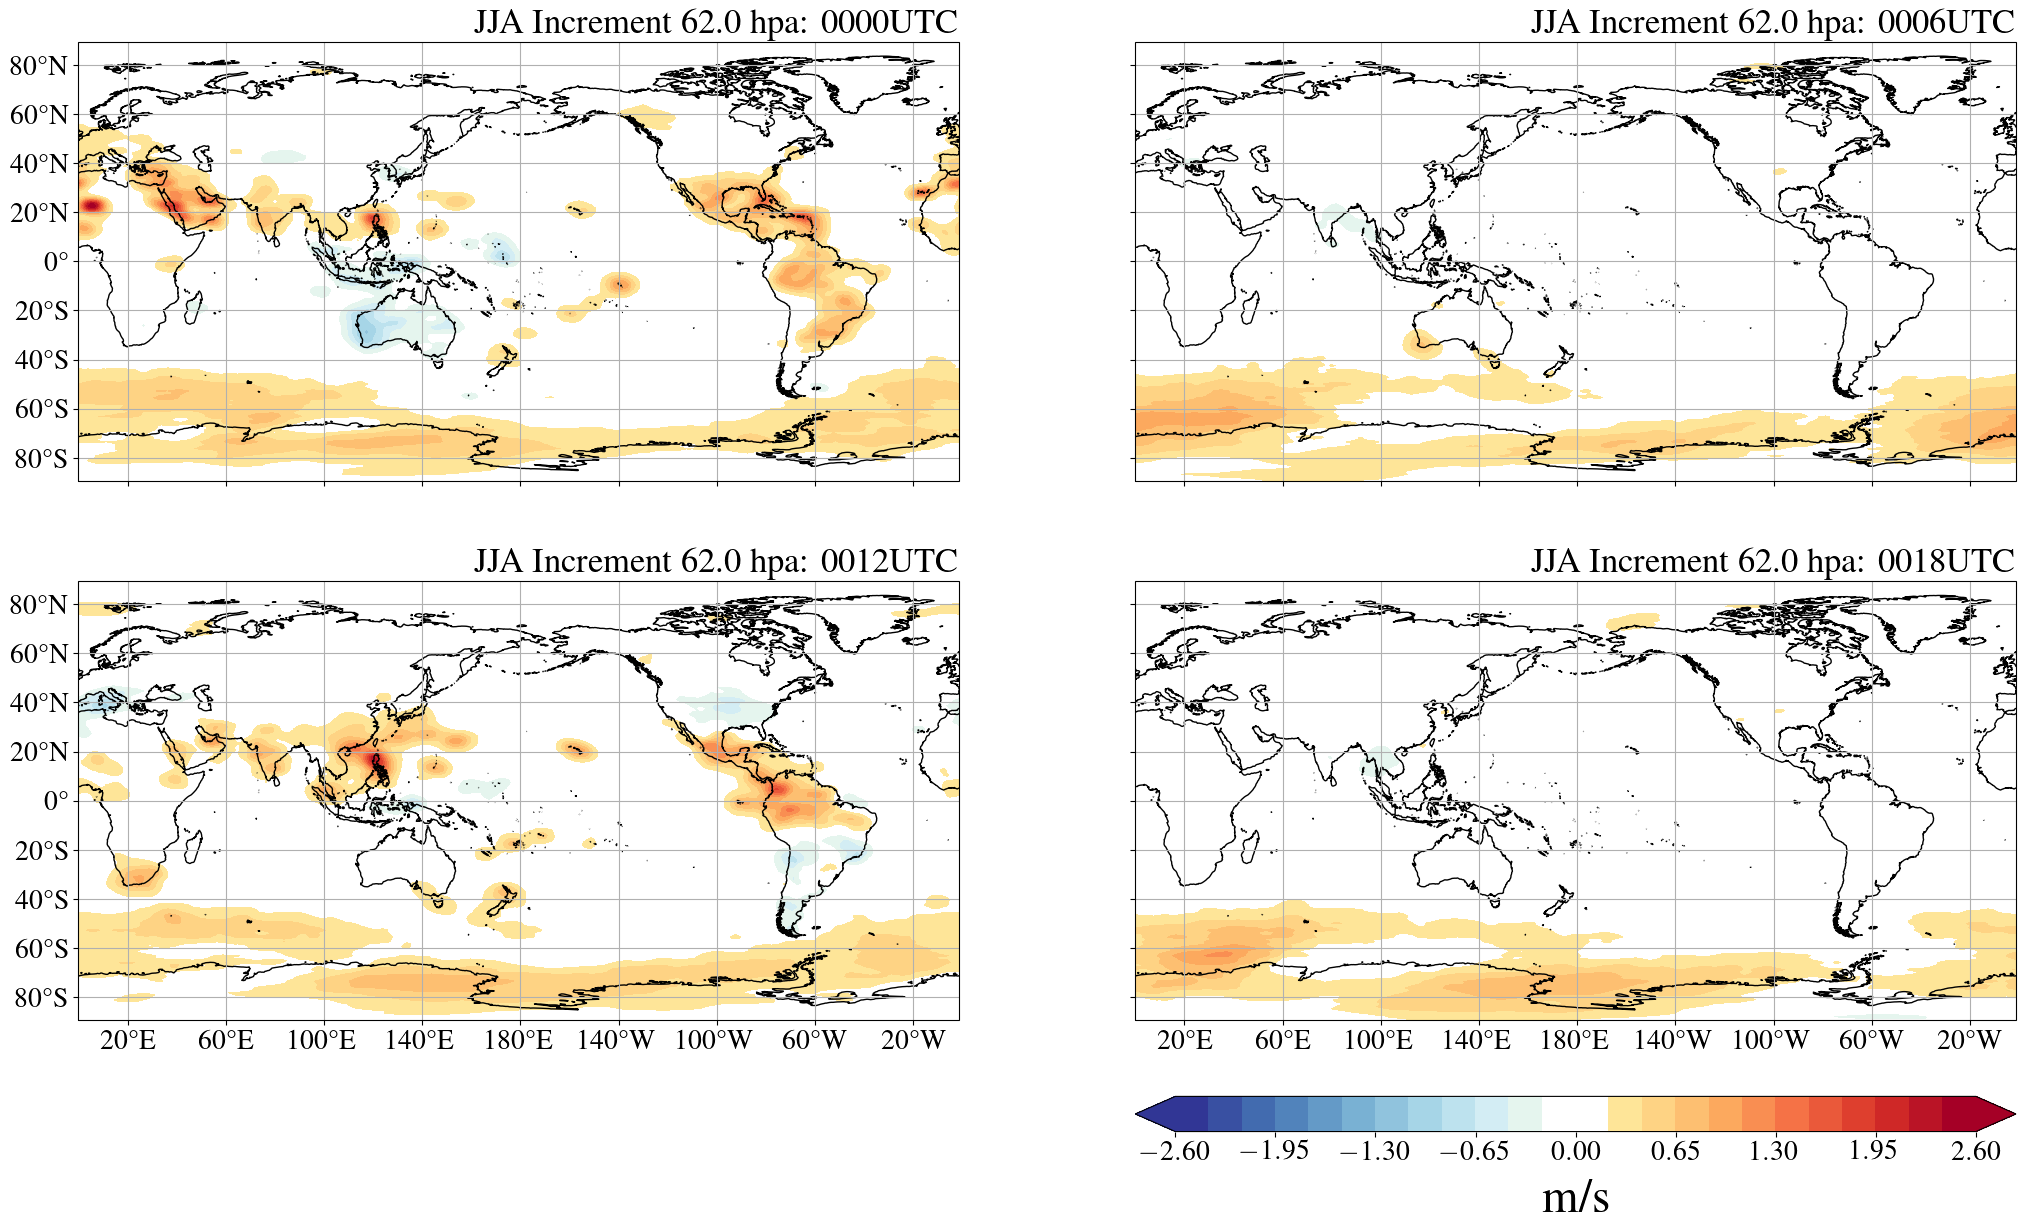 JJA Increment 62.0 hpa: 0000UTC
JJA Increment 62.0 hpa: 0006UTC
80°N
60°N
40°N
20°N
0°
20°S
40°S
60°S
80°S
JJA Increment 62.0 hpa: 0012UTC
JJA Increment 62.0 hpa: 0018UTC
80°N
60°N
40°N
20°N
0°
20°S
40°S
60°S
80°S
20°E 60°E 100°E 140°E 180°E 140°W 100°W 60°W 20°W
20°E 60°E 100°E 140°E 180°E 140°W 100°W 60°W 20°W
−2.60 −1.95 −1.30 −0.65 0.00 0.65 1.30 1.95 2.60
m/s